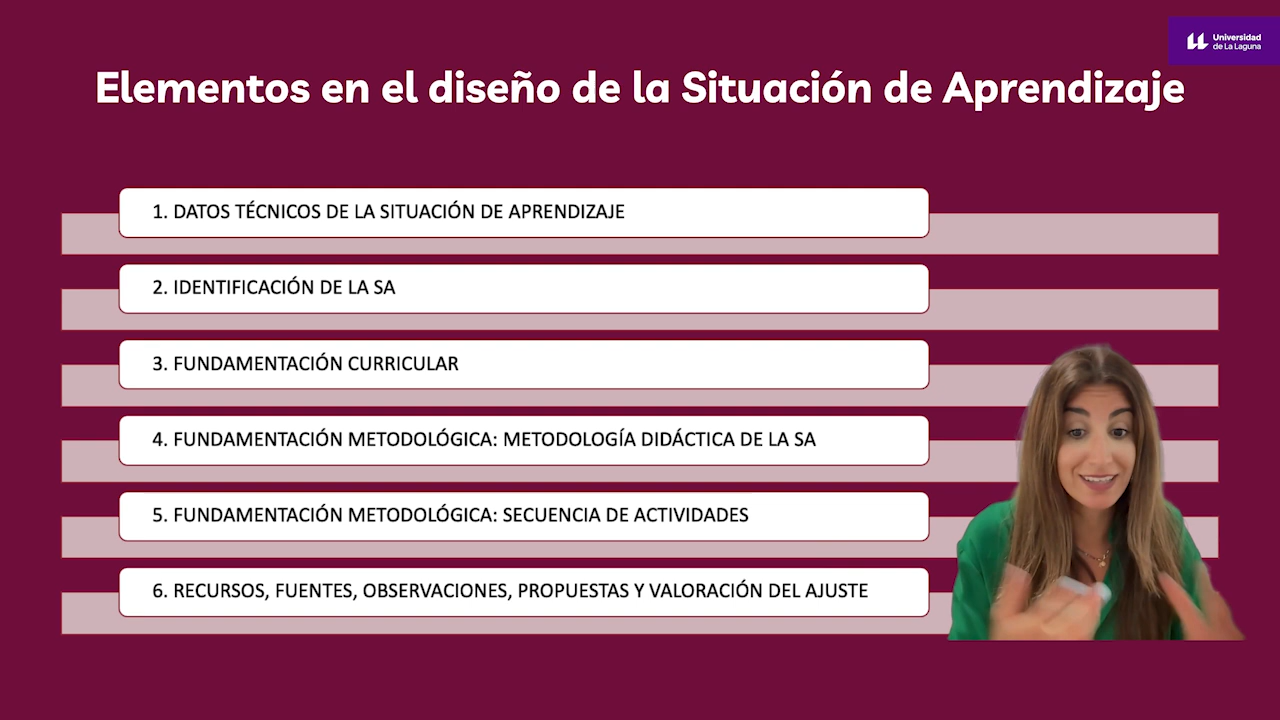 Universidad
de La Laguna
Elementos en el diseño de la Situación de Aprendizaje
1. DATOS TÉCNICOS DE LA SITUACIÓN DE APRENDIZAJE
2. IDENTIFICACIÓN DE LA SA
3. FUNDAMENTACIÓN CURRICULAR
4. FUNDAMENTACIÓN METODOLÓGICA: METODOLOGÍA DIDÁCTICA DE LA SA
5. FUNDAMENTACIÓN METODOLÓGICA: SECUENCIA DE ACTIVIDADES
6. RECURSOS, FUENTES, OBSERVACIONES, PROPUESTAS Y VALORACIÓN DEL AJUSTE